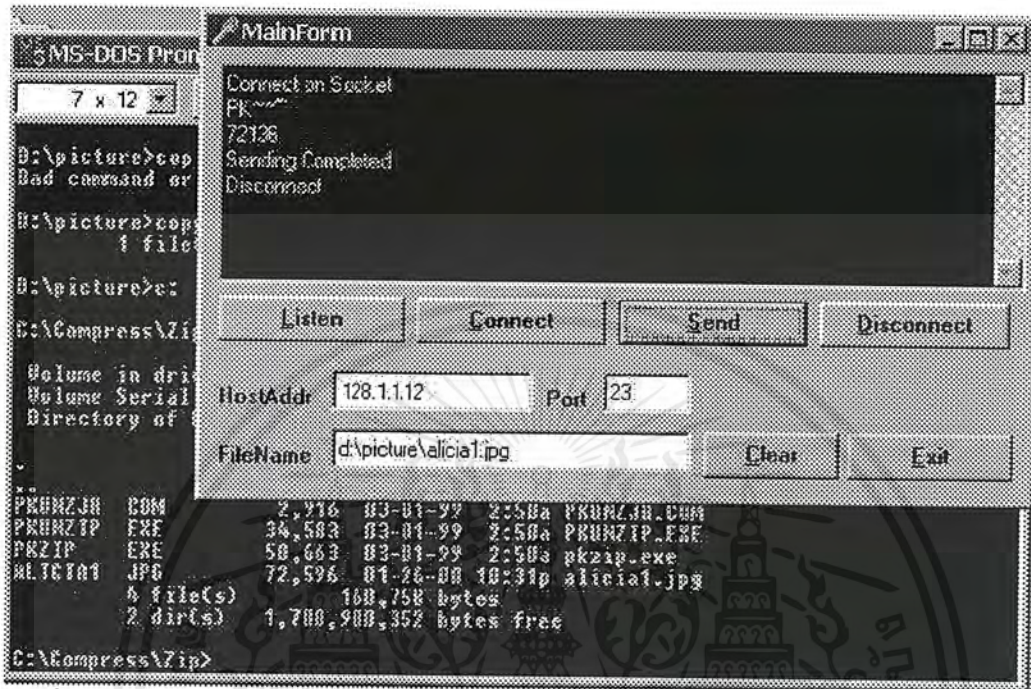 MainForm
MS-DOS Pron
7 x 12
Connect on Socket
PK
72128
Sending Completed
Disconnect
D:\picture>cop
Bad command or
D:\picture>copy
1 file
D:\picture>c:
C:\Compress\Zip
Volume in driv
Volume Serial
Directory of C
Listen Connect Send Disconnect
HostAddr 128.1.1.12 Port 23
FileName d:\picture\alicia1.jpg Clear Exit
.
..
PKUNZJR COM 2,916 03-01-99 2:50a PKUNZJR.COM
PKUNZIP EXE 34,583 03-01-99 2:50a PKUNZIP.EXE
PKZIP EXE 50,663 03-01-99 2:50a pkzip.exe
ALICIA1 JPG 72,596 01-26-00 10:31p alicia1.jpg
4 file(s) 160,758 bytes
2 dir(s) 1,700,900,352 bytes free
C:\Compress\Zip>